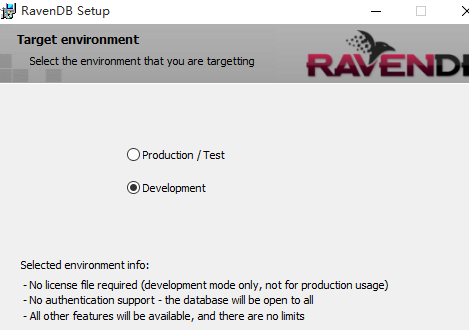 RavenDB Setup
Target environment
Select the environment that you are targetting
RAVENDB
Production / Test
Development
Selected environment info:
- No license file required (development mode only, not for production usage)
- No authentication support - the database will be open to all
- All other features will be available, and there are no limits